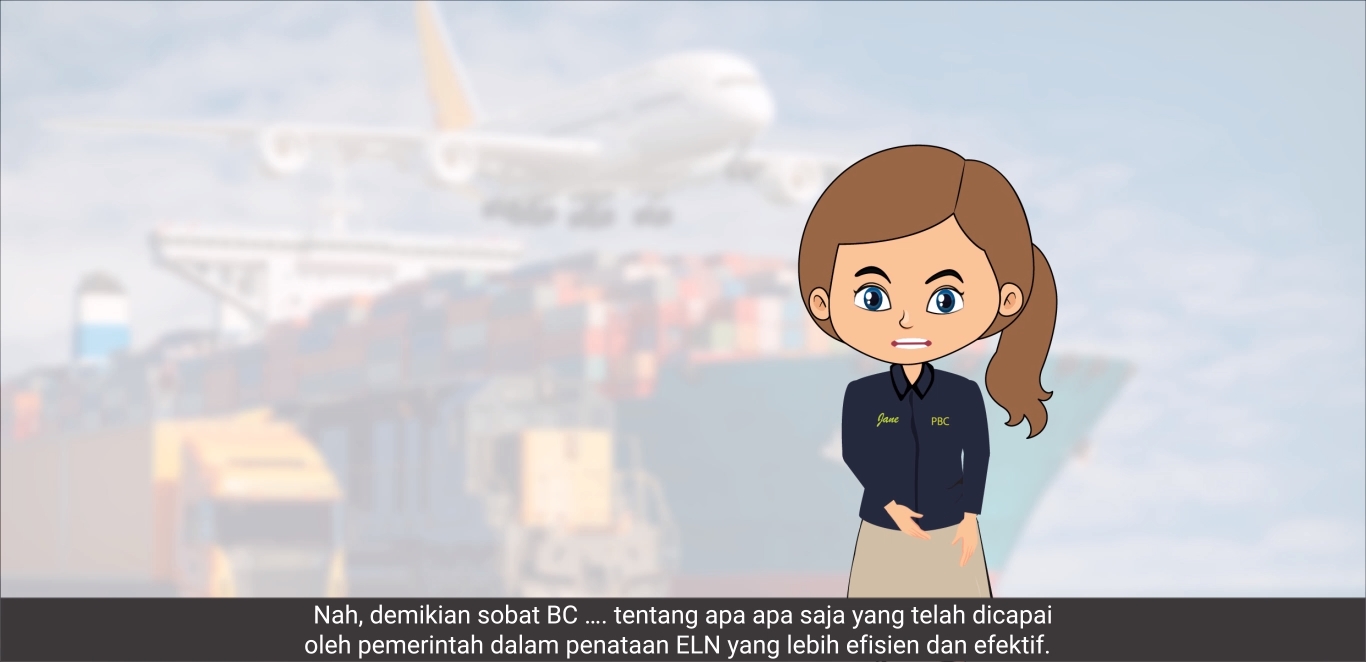 Jane
PBC
Nah, demikian sobat BC .... tentang apa apa saja yang telah dicapai
oleh pemerintah dalam penataan ELN yang lebih efisien dan efektif.